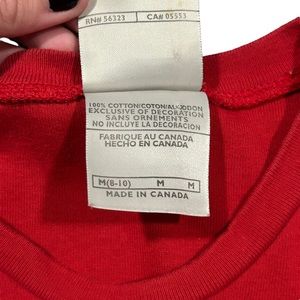 RN# 56323 CA# 05553
100% COTTON/COTON/ALGODON
EXCLUSIVE OF DECORATION
SANS ORNEMENTS
NO INCLUYE LA DECORACION
FABRIQUE AU CANADA
HECHO EN CANADA
M(8-10) M M
MADE IN CANADA